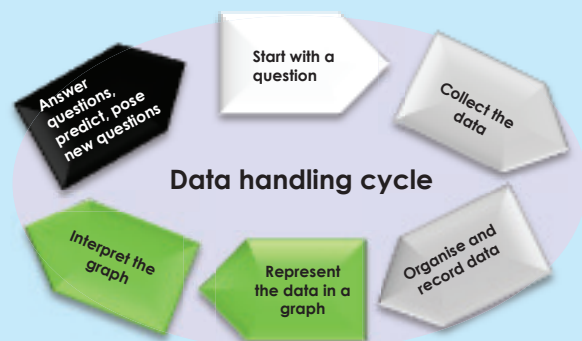 Start with a
question
Collect the
data
Organise and
record data
Represent
the data in a
graph
Interpret the
graph
Answer
questions,
predict, pose
new questions
Data handling cycle